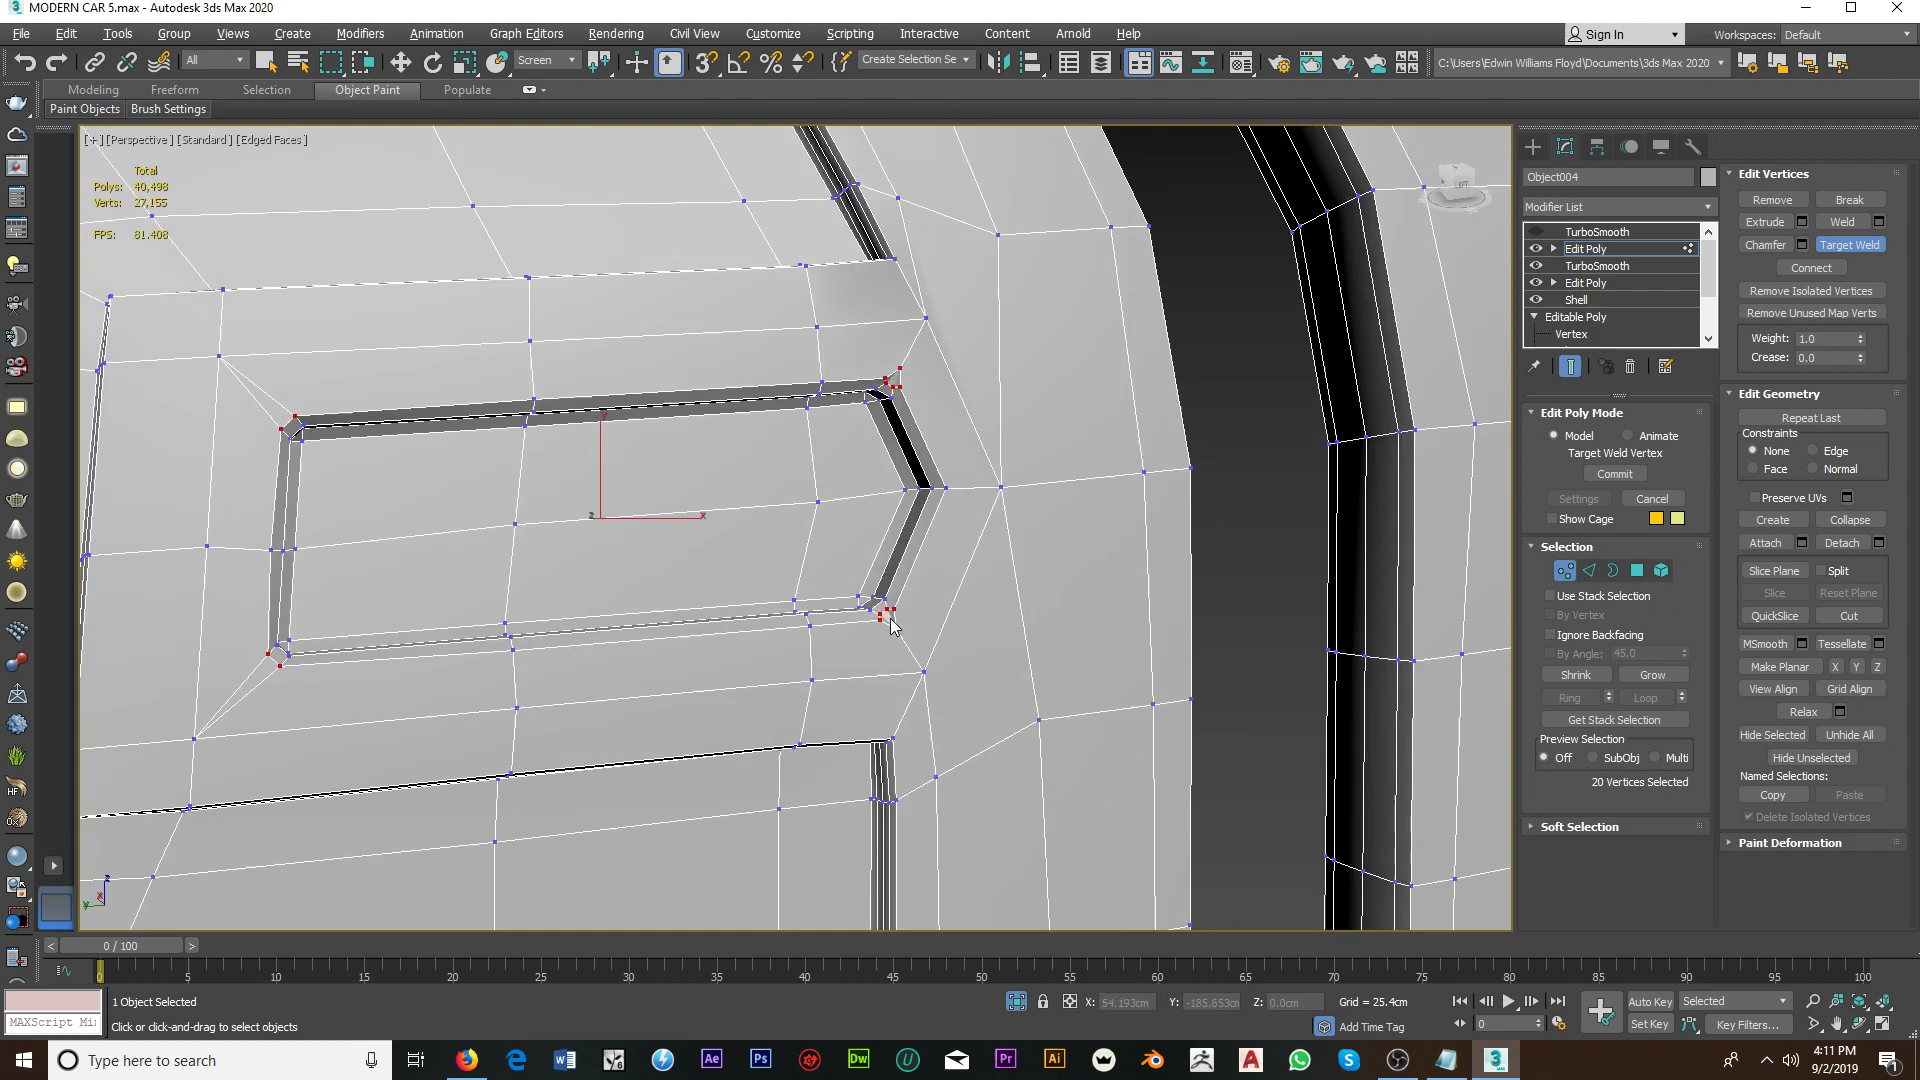 MODERN CAR 5.max - Autodesk 3ds Max 2020
File Edit Tools Group Views Create Modifiers Animation Graph Editors Rendering Civil View Customize Scripting Interactive Content Arnold Help
Sign In
Workspaces: Default
All
Screen
Create Selection Se
C:\Users\Edwin Williams Floyd\Documents\3ds Max 2020
Modeling Freeform Selection Object Paint Populate
Paint Objects Brush Settings
[+] [Perspective] [Standard] [Edged Faces]
Total
Polys: 40,498
Verts: 27,155
FPS: 81.408
LEFT
Object004
Modifier List
TurboSmooth
Edit Poly
TurboSmooth
Edit Poly
Shell
Editable Poly
Vertex
Edit Poly Mode
Model Animate
Target Weld Vertex
Commit
Settings Cancel
Show Cage
Selection
Use Stack Selection
By Vertex
Ignore Backfacing
By Angle: 45.0
Shrink Grow
Ring Loop
Get Stack Selection
Preview Selection
Off SubObj Multi
20 Vertices Selected
Soft Selection
Edit Vertices
Remove Break
Extrude Weld
Chamfer Target Weld
Connect
Remove Isolated Vertices
Remove Unused Map Verts
Weight: 1.0
Crease: 0.0
Edit Geometry
Repeat Last
Constraints
None Edge
Face Normal
Preserve UVs
Create Collapse
Attach Detach
Slice Plane Split
Slice Reset Plane
QuickSlice Cut
MSmooth Tessellate
Make Planar X Y Z
View Align Grid Align
Relax
Hide Selected Unhide All
Hide Unselected
Named Selections:
Copy Paste
Delete Isolated Vertices
Paint Deformation
z x y
z x y
0 / 100
0 5 10 15 20 25 30 35 40 45 50 55 60 65 70 75 80 85 90 95 100
1 Object Selected
X: 54.193cm Y: -185.653cm Z: 0.0cm Grid = 25.4cm
Auto Key Selected
MAXScript Mi
Click or click-and-drag to select objects
Add Time Tag
0
Set Key Key Filters...
Type here to search
Ae Ps Dw Pr Ai
4:11 PM
9/2/2019